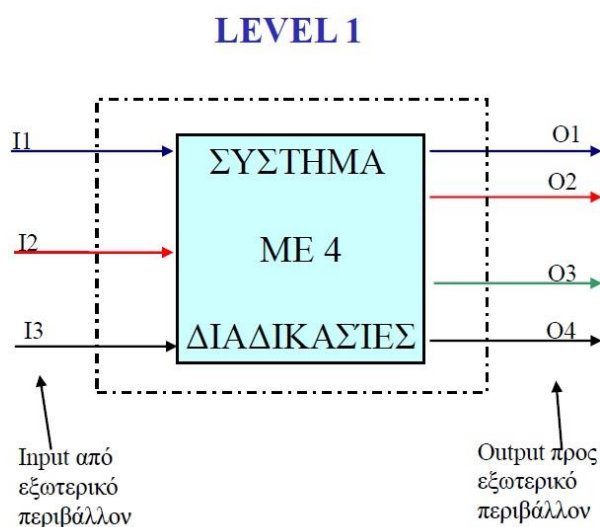 LEVEL 1
I1
I2
I3
ΣΥΣΤΗΜΑ
ΜΕ 4
ΔΙΑΔΙΚΑΣΊΕΣ
O1
O2
O3
O4
Input από
εξωτερικό
περιβάλλον
Output προς
εξωτερικό
περιβάλλον